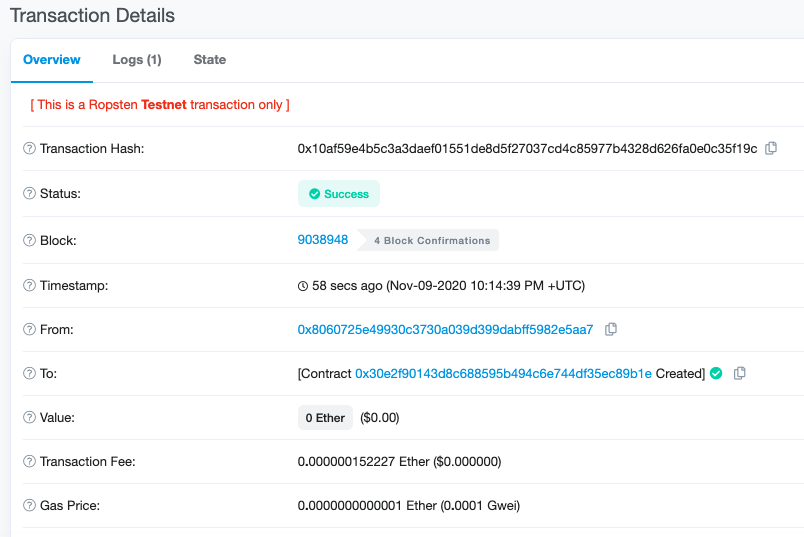 Transaction Details
Overview Logs (1) State
[ This is a Ropsten Testnet transaction only ]
Transaction Hash: 0x10af59e4b5c3a3daef01551de8d5f27037cd4c85977b4328d626fa0e0c35f19c
Status: Success
Block: 9038948 4 Block Confirmations
Timestamp: 58 secs ago (Nov-09-2020 10:14:39 PM +UTC)
From: 0x8060725e49930c3730a039d399dabff5982e5aa7
To: [Contract 0x30e2f90143d8c688595b494c6e744df35ec89b1e Created]
Value: 0 Ether ($0.00)
Transaction Fee: 0.000000152227 Ether ($0.000000)
Gas Price: 0.0000000000001 Ether (0.0001 Gwei)